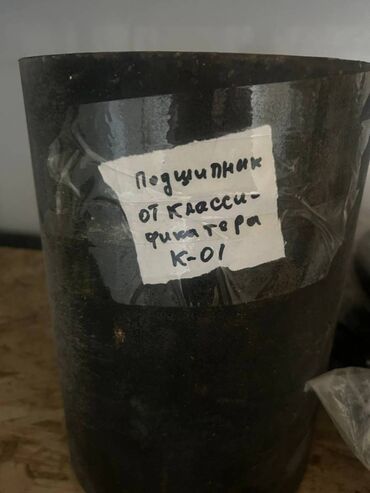 Подшипник
от класси-
фикатора
К-01